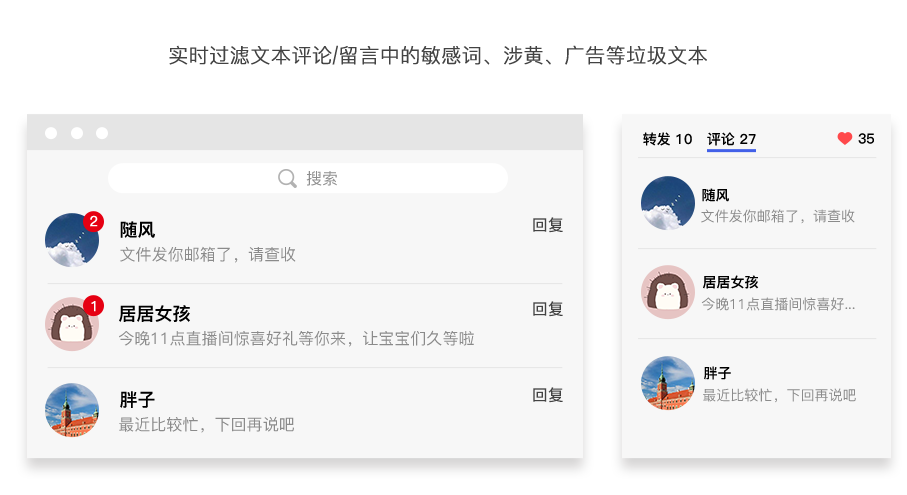 实时过滤文本评论/留言中的敏感词、涉黄、广告等垃圾文本
搜索
2
随风
回复
文件发你邮箱了，请查收
1
居居女孩
回复
今晚11点直播间惊喜好礼等你来，让宝宝们久等啦
胖子
回复
最近比较忙，下回再说吧
转发 10 评论 27 35
随风
文件发你邮箱了，请查收
居居女孩
今晚11点直播间惊喜好...
胖子
最近比较忙，下回再说吧